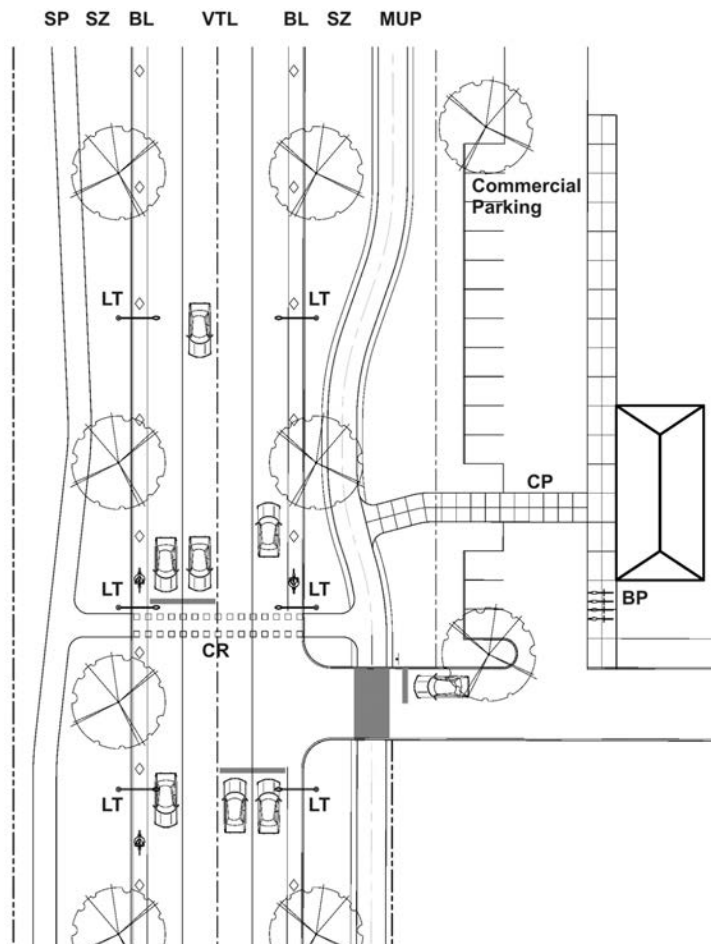 SP SZ BL VTL BL SZ MUP
Commercial
Parking
LT LT
CP
LT LT
BP
CR
LT LT